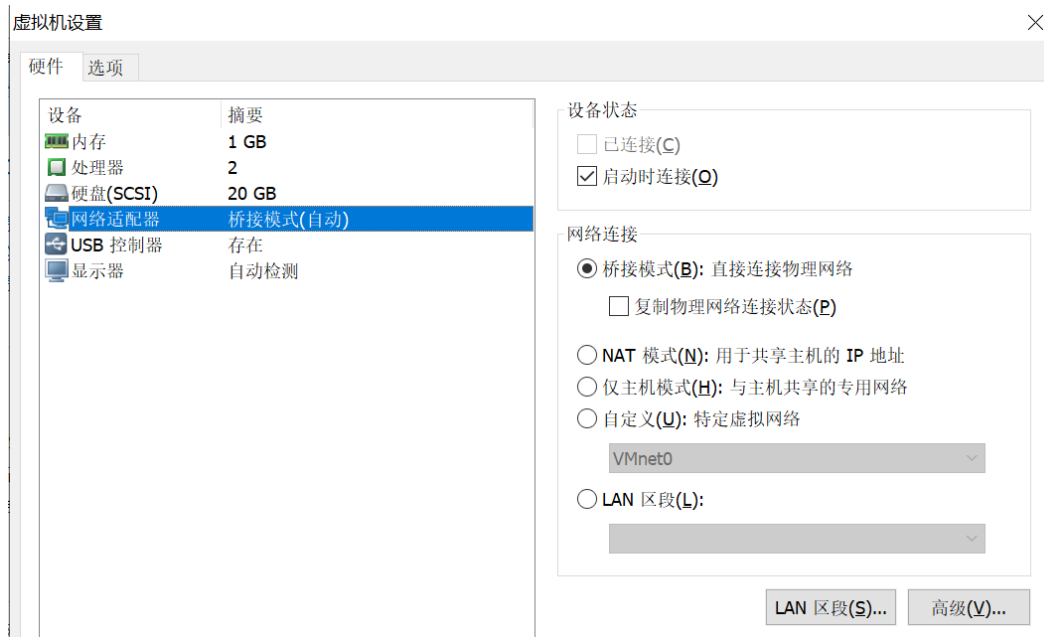 虚拟机设置
硬件 选项
设备 摘要
内存 1 GB
处理器 2
硬盘(SCSI) 20 GB
网络适配器 桥接模式(自动)
USB 控制器 存在
显示器 自动检测
设备状态
已连接(C)
启动时连接(O)
网络连接
桥接模式(B): 直接连接物理网络
复制物理网络连接状态(P)
NAT 模式(N): 用于共享主机的 IP 地址
仅主机模式(H): 与主机共享的专用网络
自定义(U): 特定虚拟网络
VMnet0
LAN 区段(L):
LAN 区段(S)... 高级(V)...